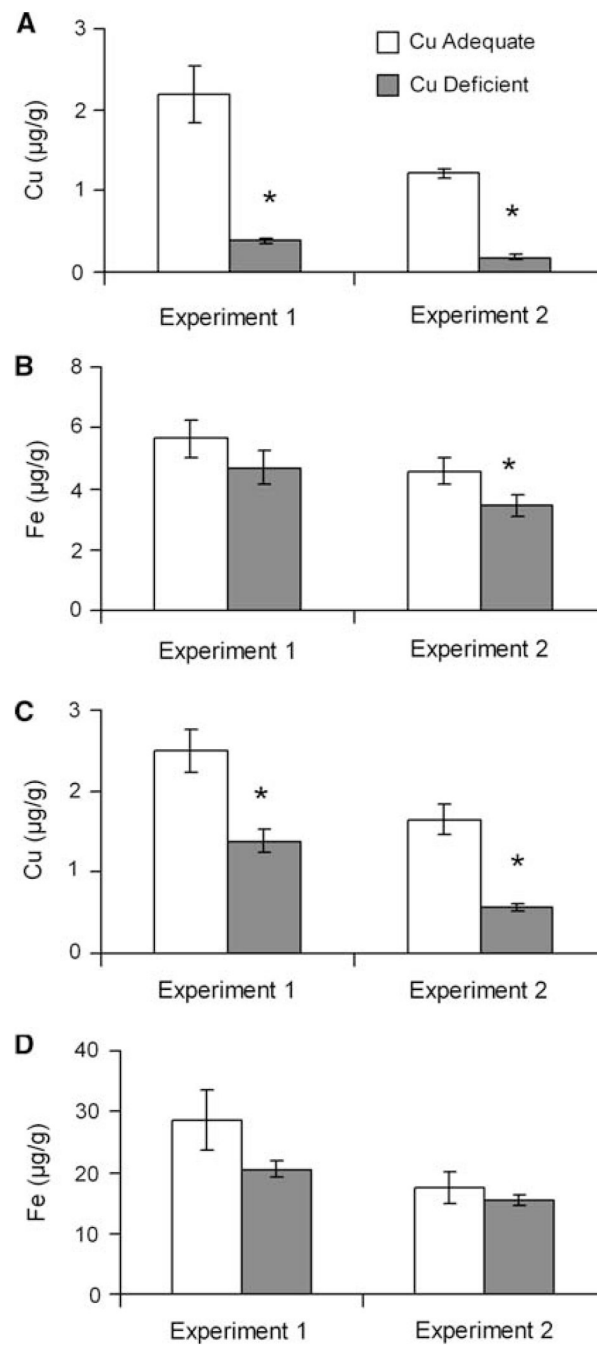 A
3
2
1
0
Cu (µg/g)
Cu Adequate
Cu Deficient
*
*
Experiment 1
Experiment 2
B
8
6
4
2
0
Fe (µg/g)
*
Experiment 1
Experiment 2
C
3
2
1
0
Cu (µg/g)
*
*
Experiment 1
Experiment 2
D
40
30
20
10
0
Fe (µg/g)
Experiment 1
Experiment 2